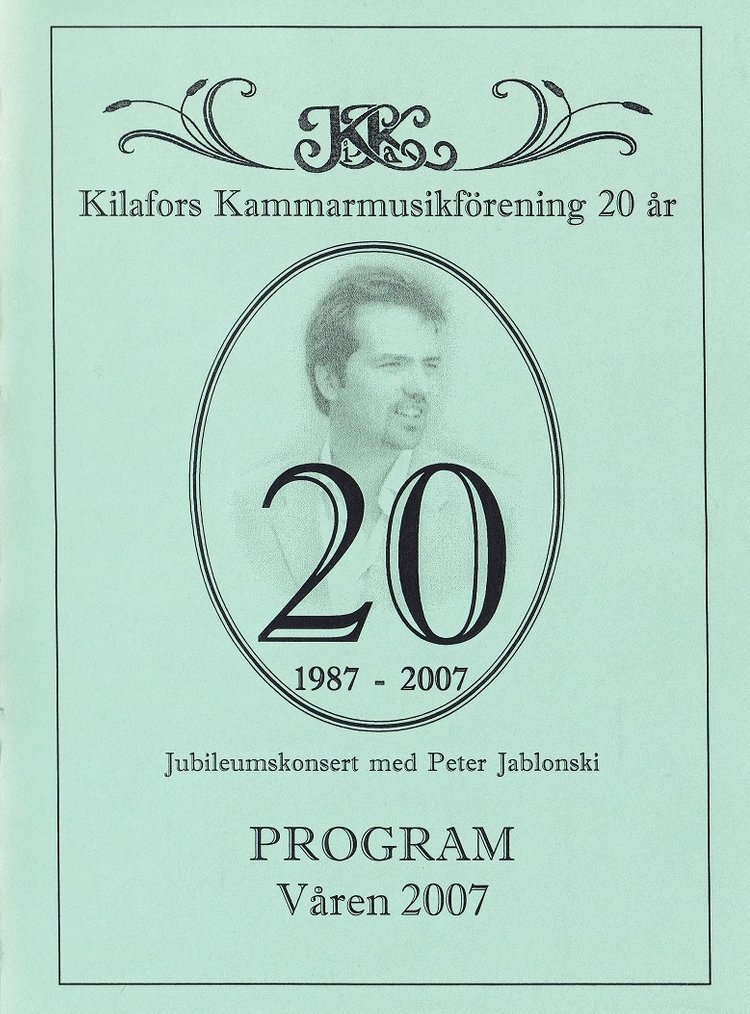 Kilafors Kammarmusikförening 20 år
20
1987 - 2007
Jubileumskonsert med Peter Jablonski
PROGRAM
Våren 2007